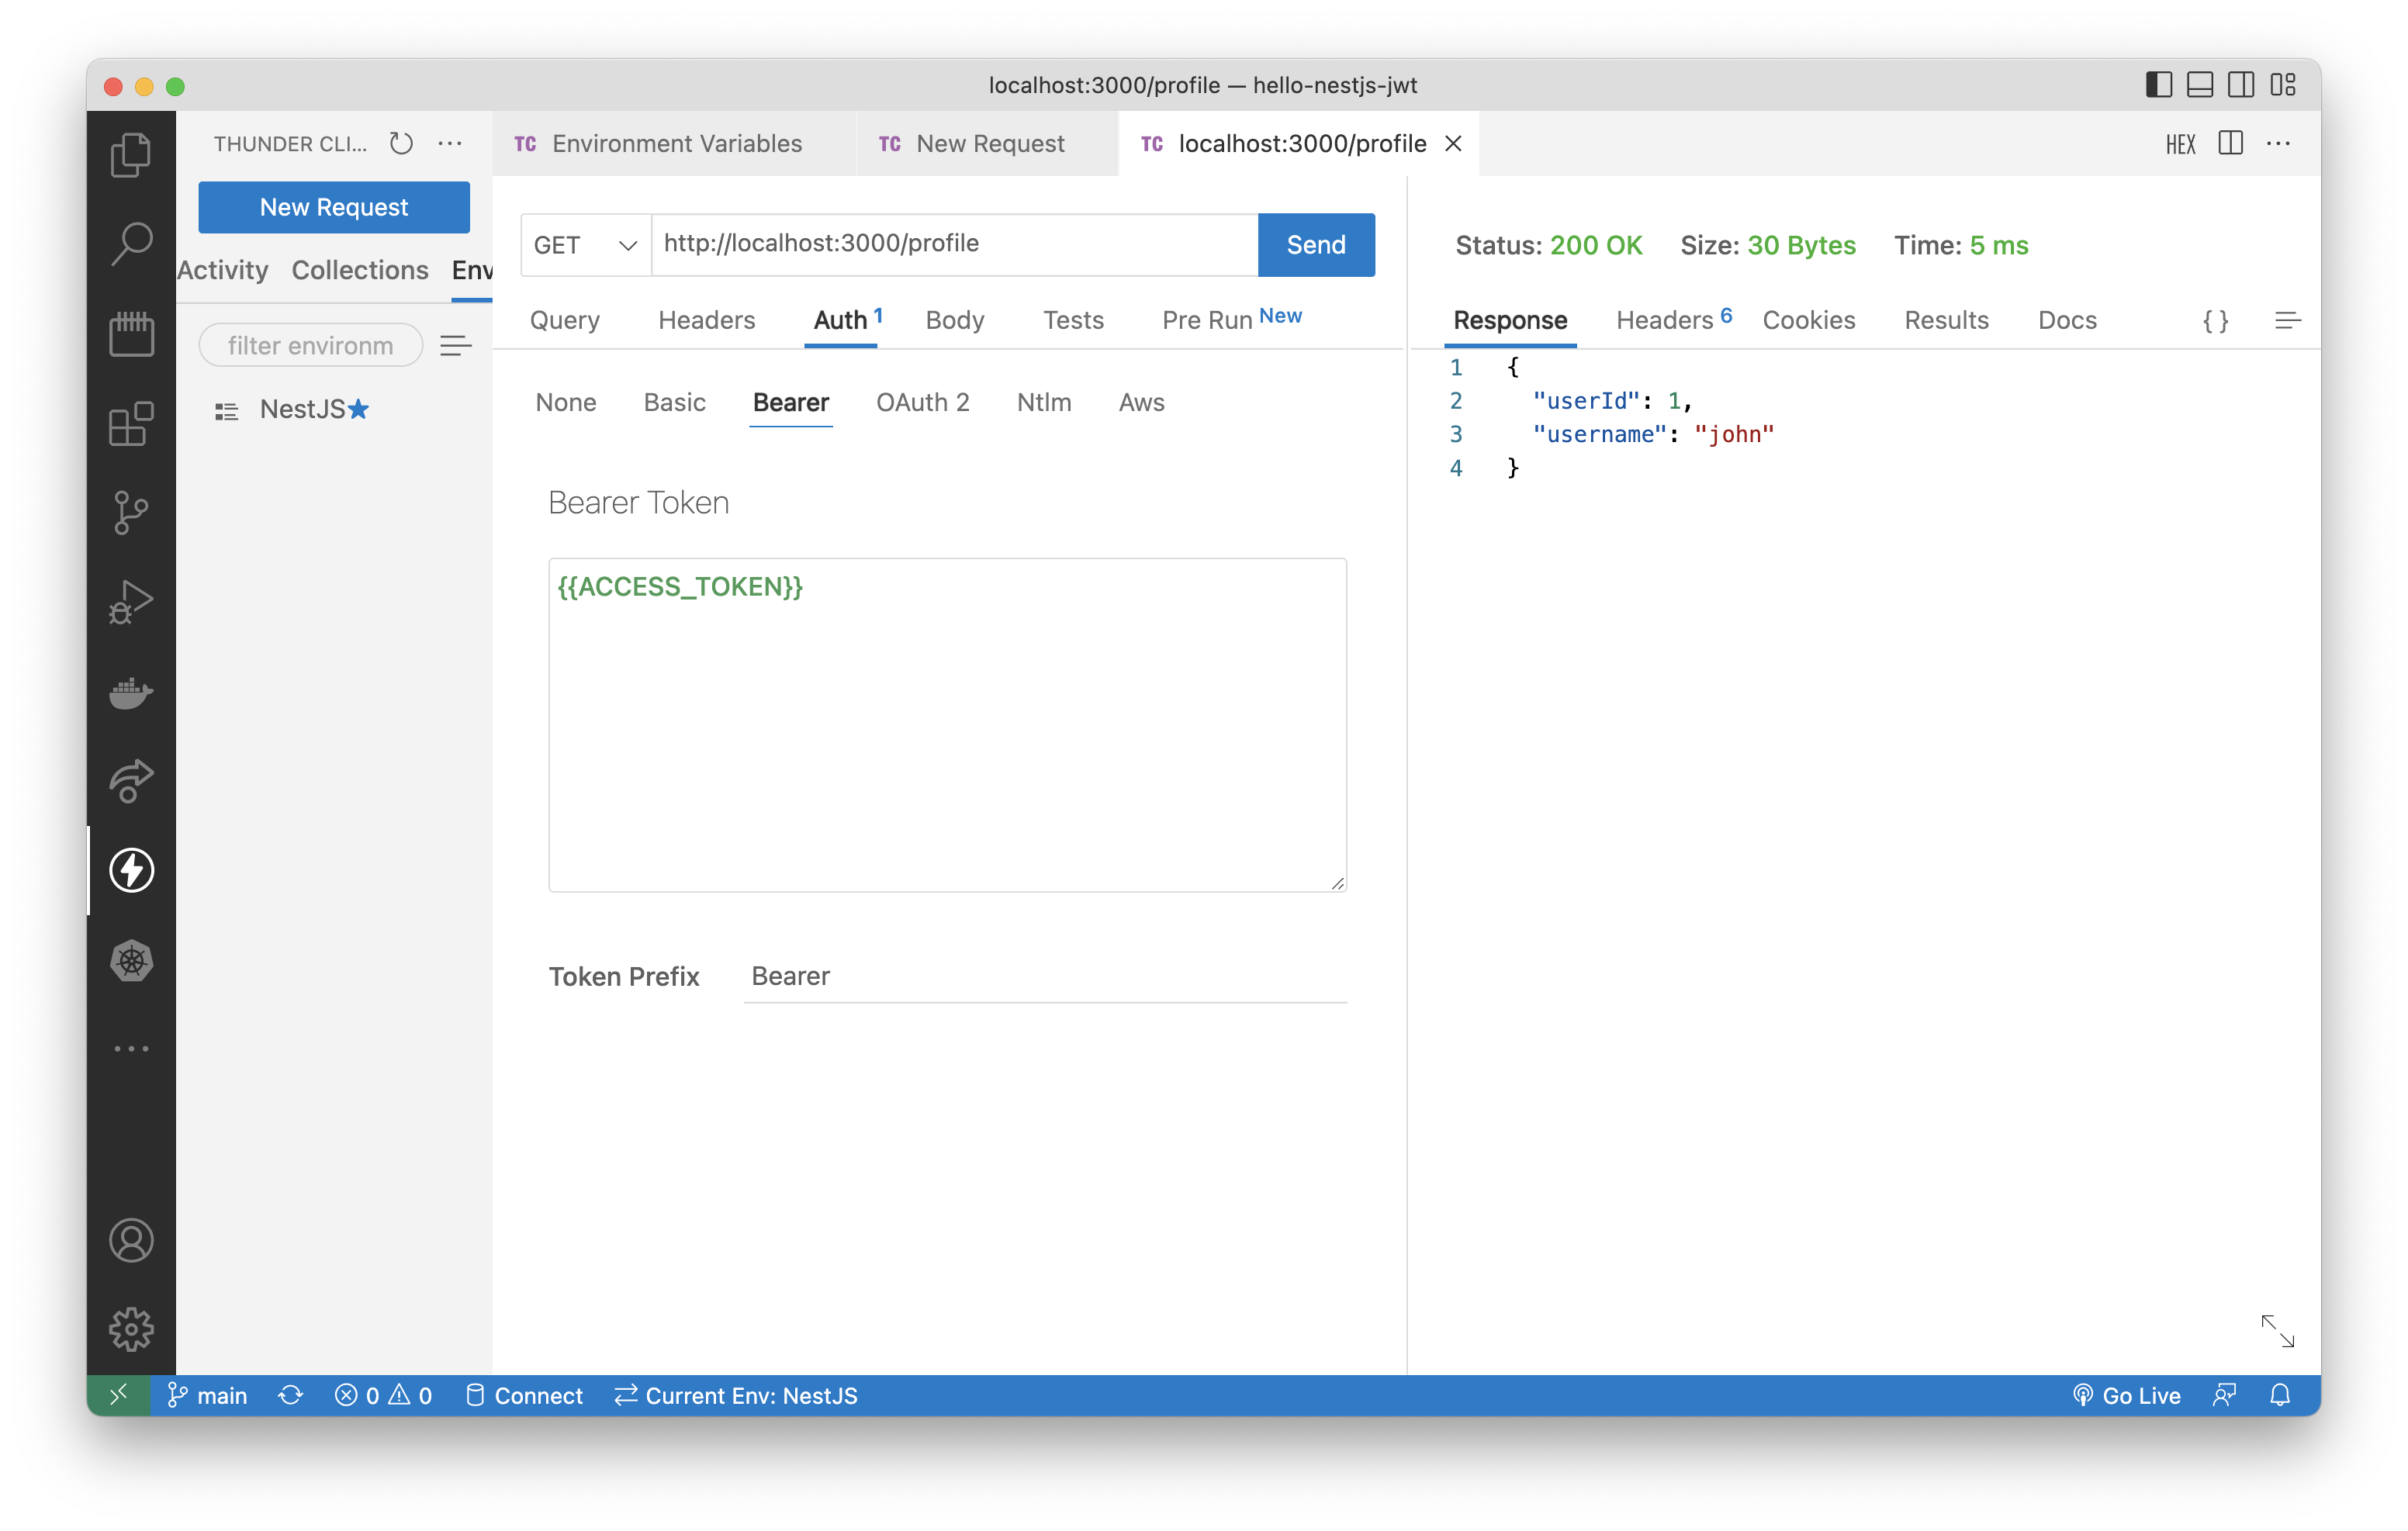 localhost:3000/profile — hello-nestjs-jwt
THUNDER CLI...
TC Environment Variables
TC New Request
TC localhost:3000/profile
HEX
New Request
Activity Collections Env
filter environm
NestJS
GET http://localhost:3000/profile Send
Query Headers Auth 1 Body Tests Pre Run New
None Basic Bearer OAuth 2 Ntlm Aws
Bearer Token
{{ACCESS_TOKEN}}
Token Prefix Bearer
Status: 200 OK Size: 30 Bytes Time: 5 ms
Response Headers 6 Cookies Results Docs { }
1 {
2 "userId": 1,
3 "username": "john"
4 }
main 0 0 Connect Current Env: NestJS Go Live